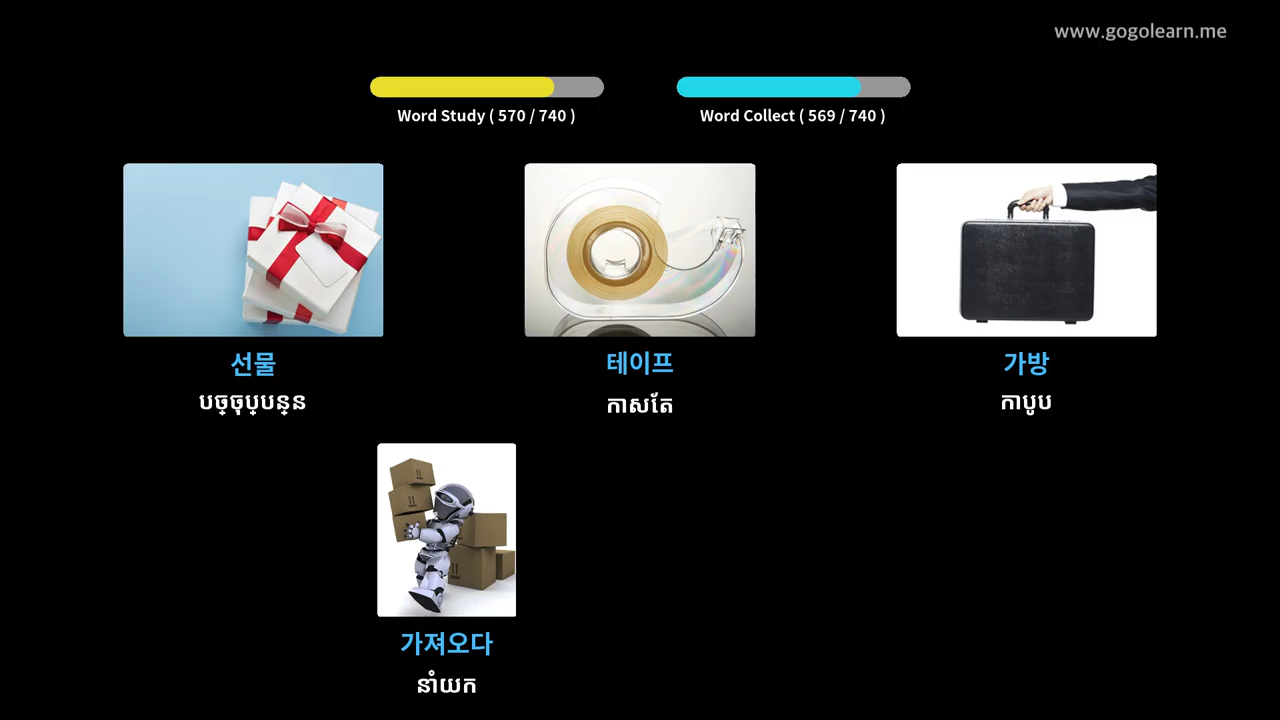 www.gogolearn.me
Word Study ( 570 / 740 )
Word Collect ( 569 / 740 )
선물
테이프
가방
បច្ចុប្បន្ន
កាសតែ
កាបូប
가져오다
នាំយក